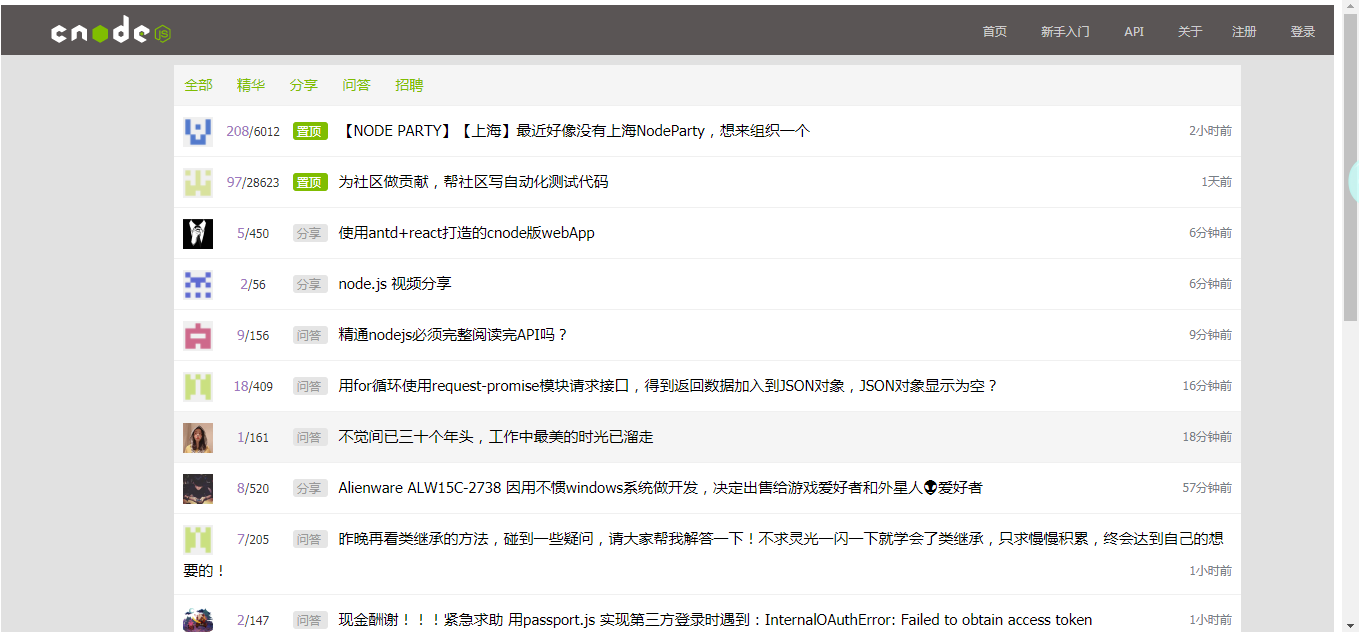 cnode JS
首页 新手入门 API 关于 注册 登录
全部 精华 分享 问答 招聘
208/6012 置顶 【NODE PARTY】【上海】最近好像没有上海NodeParty，想来组织一个 2小时前
97/28623 置顶 为社区做贡献，帮社区写自动化测试代码 1天前
5/450 分享 使用antd+react打造的cnode版webApp 6分钟前
2/56 分享 node.js 视频分享 6分钟前
9/156 问答 精通nodejs必须完整阅读完API吗？ 9分钟前
18/409 问答 用for循环使用request-promise模块请求接口，得到返回数据加入到JSON对象，JSON对象显示为空？ 16分钟前
1/161 问答 不觉间已三十个年头，工作中最美的时光已溜走 18分钟前
8/520 分享 Alienware ALW15C-2738 因用不惯windows系统做开发，决定出售给游戏爱好者和外星人👽爱好者 57分钟前
7/205 问答 昨晚再看类继承的方法，碰到一些疑问，请大家帮我解答一下！不求灵光一闪一下就学会了类继承，只求慢慢积累，终会达到自己的想
要的！ 1小时前
2/147 问答 现金酬谢！！！紧急求助 用passport.js 实现第三方登录时遇到：InternalOAuthError: Failed to obtain access token 1小时前